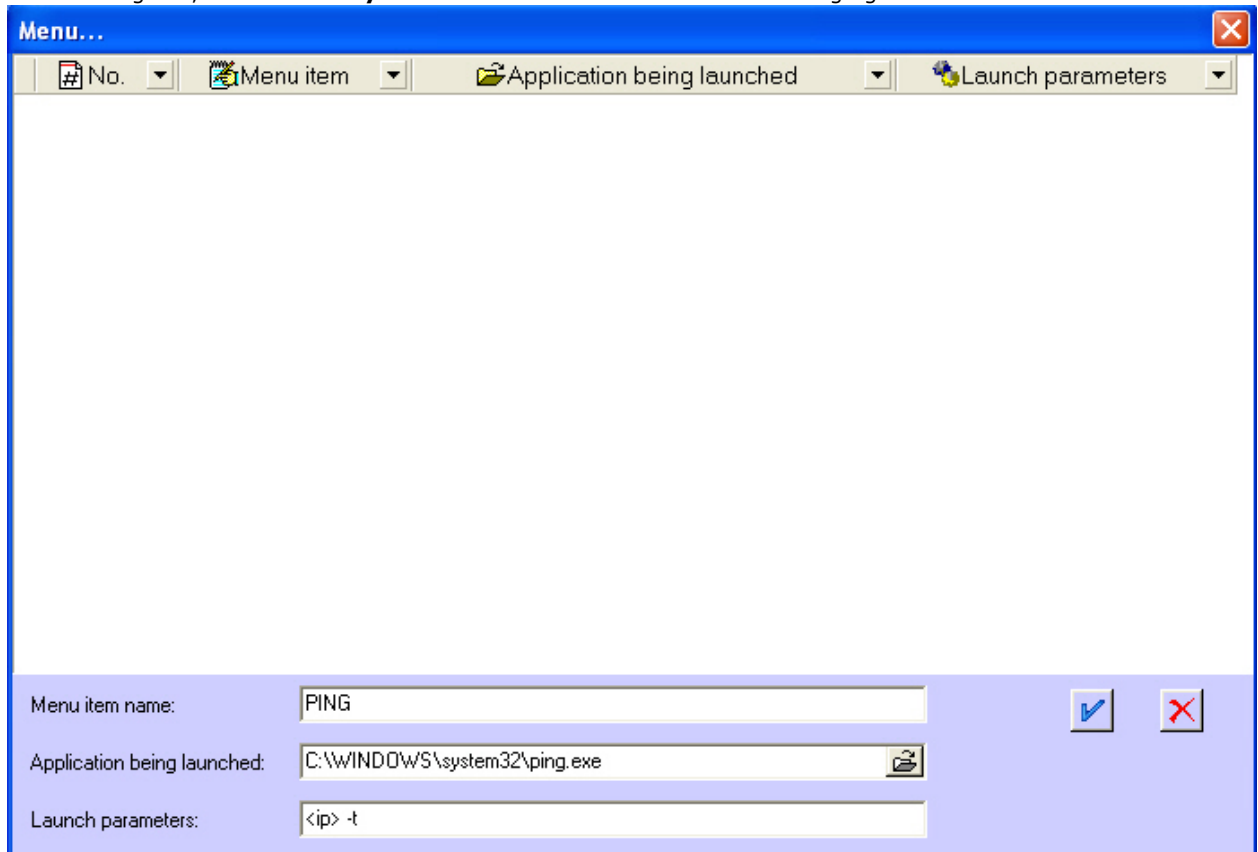 Menu...
No. Menu item Application being launched Launch parameters
Menu item name: PING
Application being launched: C:\WINDOWS\system32\ping.exe
Launch parameters: <ip> -t